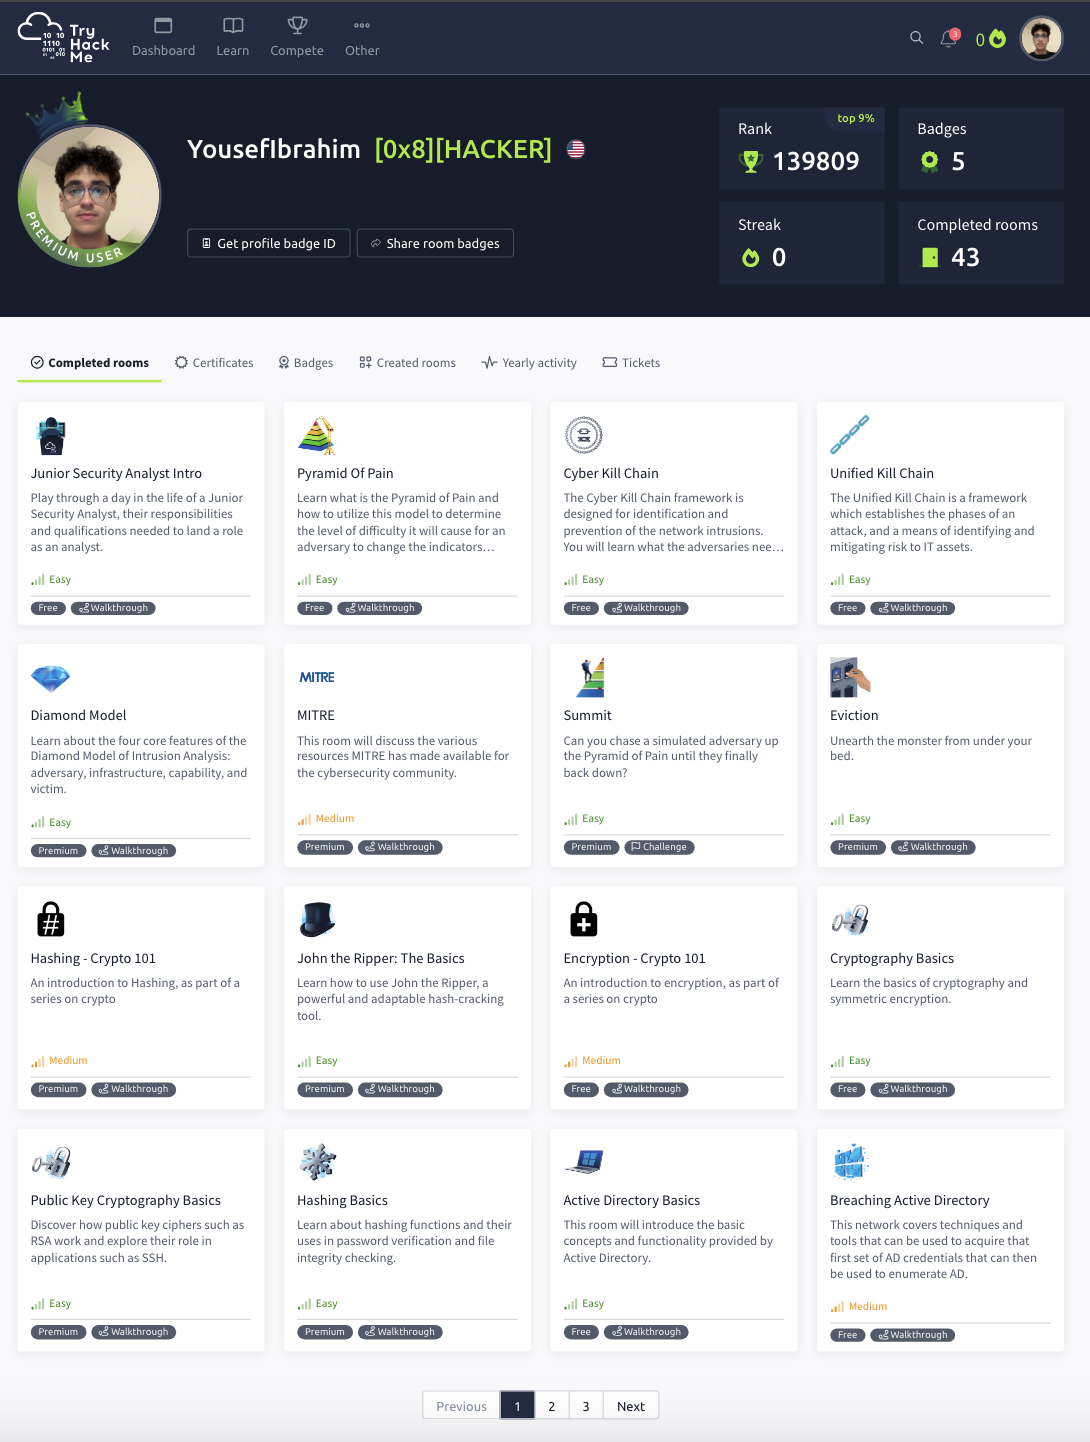 Try
Hack
Me
Dashboard
Learn
Compete
Other
3
0
PREMIUM USER
YousefIbrahim [0x8][HACKER]
Get profile badge ID
Share room badges
Rank
top 9%
139809
Badges
5
Streak
0
Completed rooms
43
Completed rooms
Certificates
Badges
Created rooms
Yearly activity
Tickets
Junior Security Analyst Intro
Play through a day in the life of a Junior
Security Analyst, their responsibilities
and qualifications needed to land a role
as an analyst.
Easy
Free
Walkthrough
Pyramid Of Pain
Learn what is the Pyramid of Pain and
how to utilize this model to determine
the level of difficulty it will cause for an
adversary to change the indicators...
Easy
Free
Walkthrough
Cyber Kill Chain
The Cyber Kill Chain framework is
designed for identification and
prevention of the network intrusions.
You will learn what the adversaries nee...
Easy
Free
Walkthrough
Unified Kill Chain
The Unified Kill Chain is a framework
which establishes the phases of an
attack, and a means of identifying and
mitigating risk to IT assets.
Easy
Free
Walkthrough
Diamond Model
Learn about the four core features of the
Diamond Model of Intrusion Analysis:
adversary, infrastructure, capability, and
victim.
Easy
Premium
Walkthrough
MITRE
MITRE
This room will discuss the various
resources MITRE has made available for
the cybersecurity community.
Medium
Premium
Walkthrough
Summit
Can you chase a simulated adversary up
the Pyramid of Pain until they finally
back down?
Easy
Premium
Challenge
Eviction
Unearth the monster from under your
bed.
Easy
Premium
Walkthrough
#
Hashing - Crypto 101
An introduction to Hashing, as part of a
series on crypto
Medium
Premium
Walkthrough
John the Ripper: The Basics
Learn how to use John the Ripper, a
powerful and adaptable hash-cracking
tool.
Easy
Premium
Walkthrough
Encryption - Crypto 101
An introduction to encryption, as part of
a series on crypto
Medium
Free
Walkthrough
Cryptography Basics
Learn the basics of cryptography and
symmetric encryption.
Easy
Free
Walkthrough
Public Key Cryptography Basics
Discover how public key ciphers such as
RSA work and explore their role in
applications such as SSH.
Easy
Premium
Walkthrough
Hashing Basics
Learn about hashing functions and their
uses in password verification and file
integrity checking.
Easy
Premium
Walkthrough
Active Directory Basics
This room will introduce the basic
concepts and functionality provided by
Active Directory.
Easy
Free
Walkthrough
Breaching Active Directory
This network covers techniques and
tools that can be used to acquire that
first set of AD credentials that can then
be used to enumerate AD.
Medium
Free
Walkthrough
Previous
1
2
3
Next